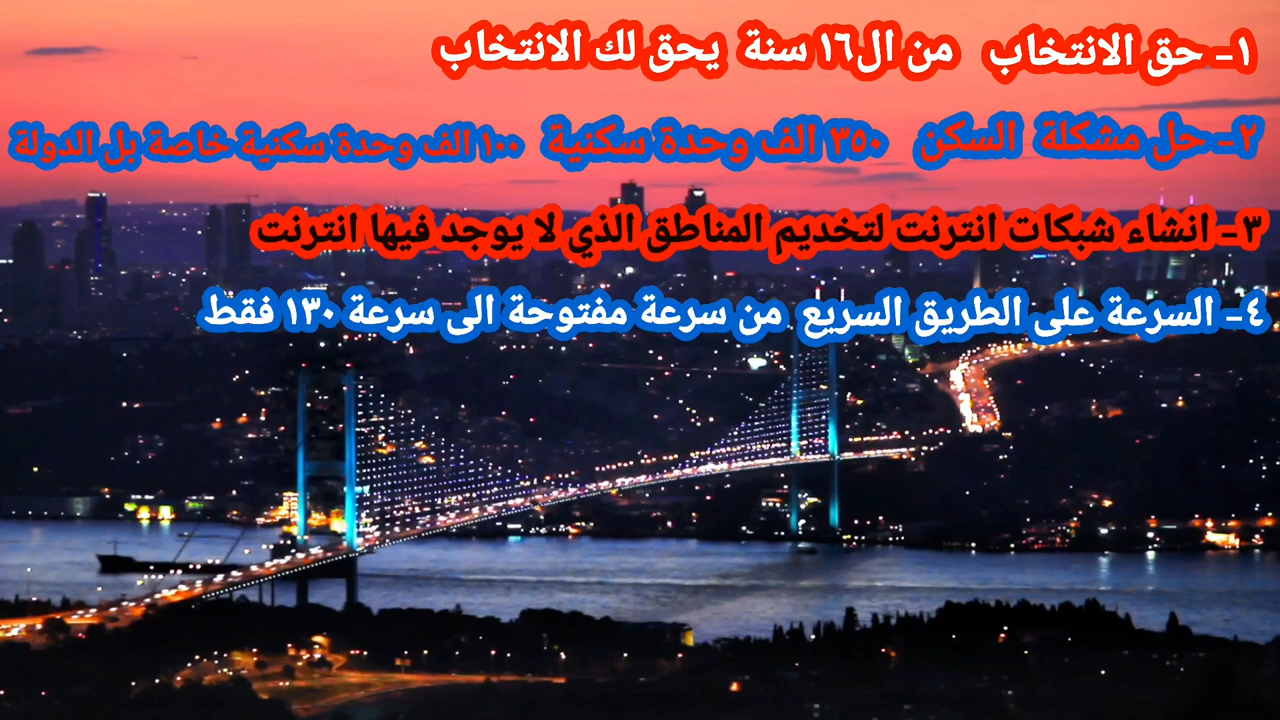 ١- حق الانتخاب من ال١٦ سنة يحق لك الانتخاب
٢- حل مشكلة السكن ٣٥٠ الف وحدة سكنية ١٠٠ الف وحدة سكنية خاصة بل الدولة
٣- انشاء شبكات انترنت لتخديم المناطق الذي لا يوجد فيها انترنت
٤- السرعة على الطريق السريع من سرعة مفتوحة الى سرعة ١٣٠ فقط